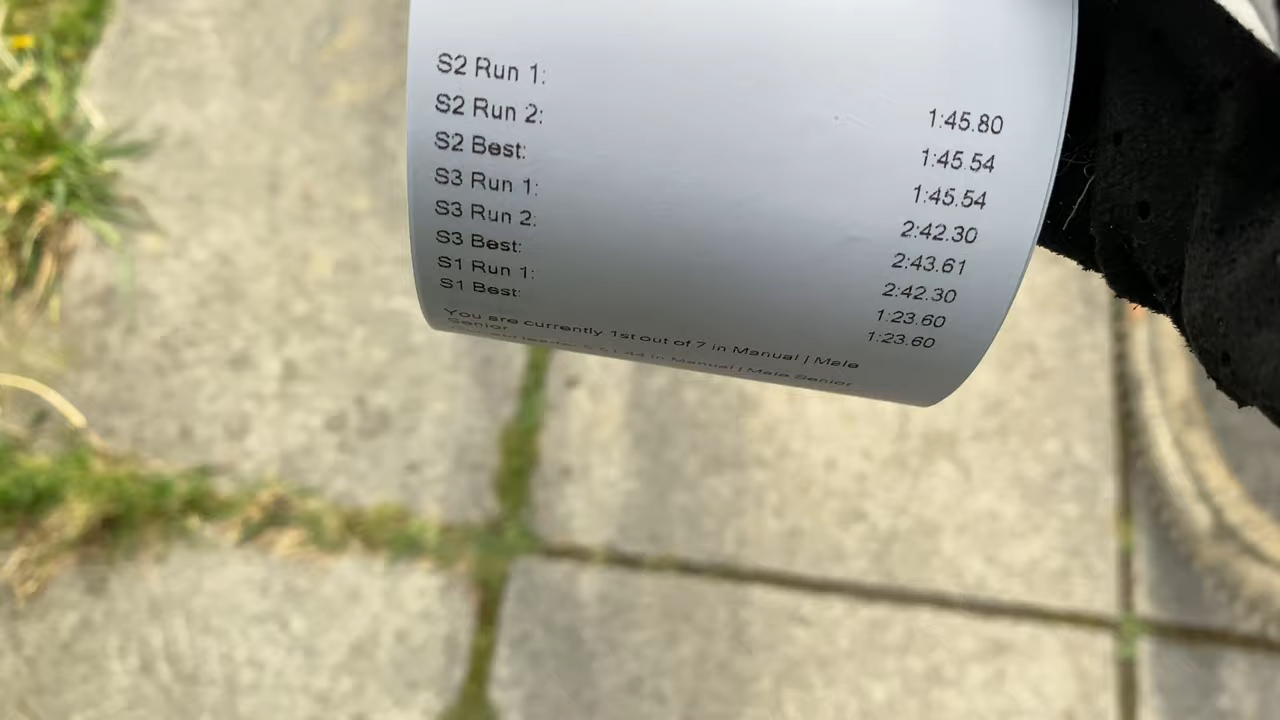 S2 Run 1: 1:45.80
S2 Run 2: 1:45.54
S2 Best: 1:45.54
S3 Run 1: 2:42.30
S3 Run 2: 2:43.61
S3 Best: 2:42.30
S1 Run 1: 1:23.60
S1 Best: 1:23.60
You are currently 1st out of 7 in Manual | Male
Senior
in Manual | Male Senior